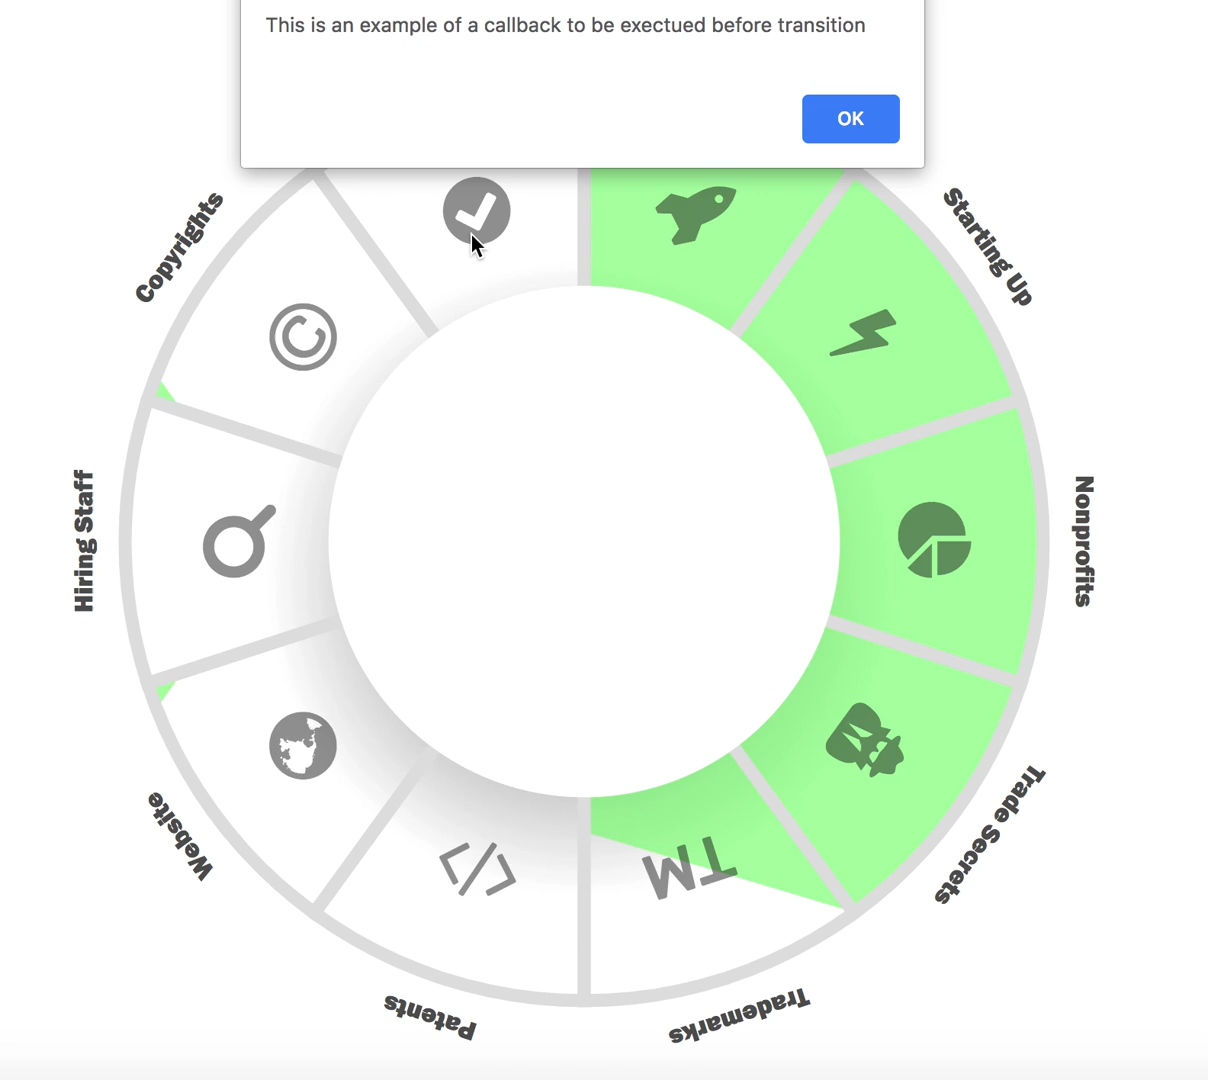 This is an example of a callback to be exectued before transition
OK
Copyrights
Starting Up
Hiring Staff
Nonprofits
Website
Trade Secrets
TM
Patents
Trademarks